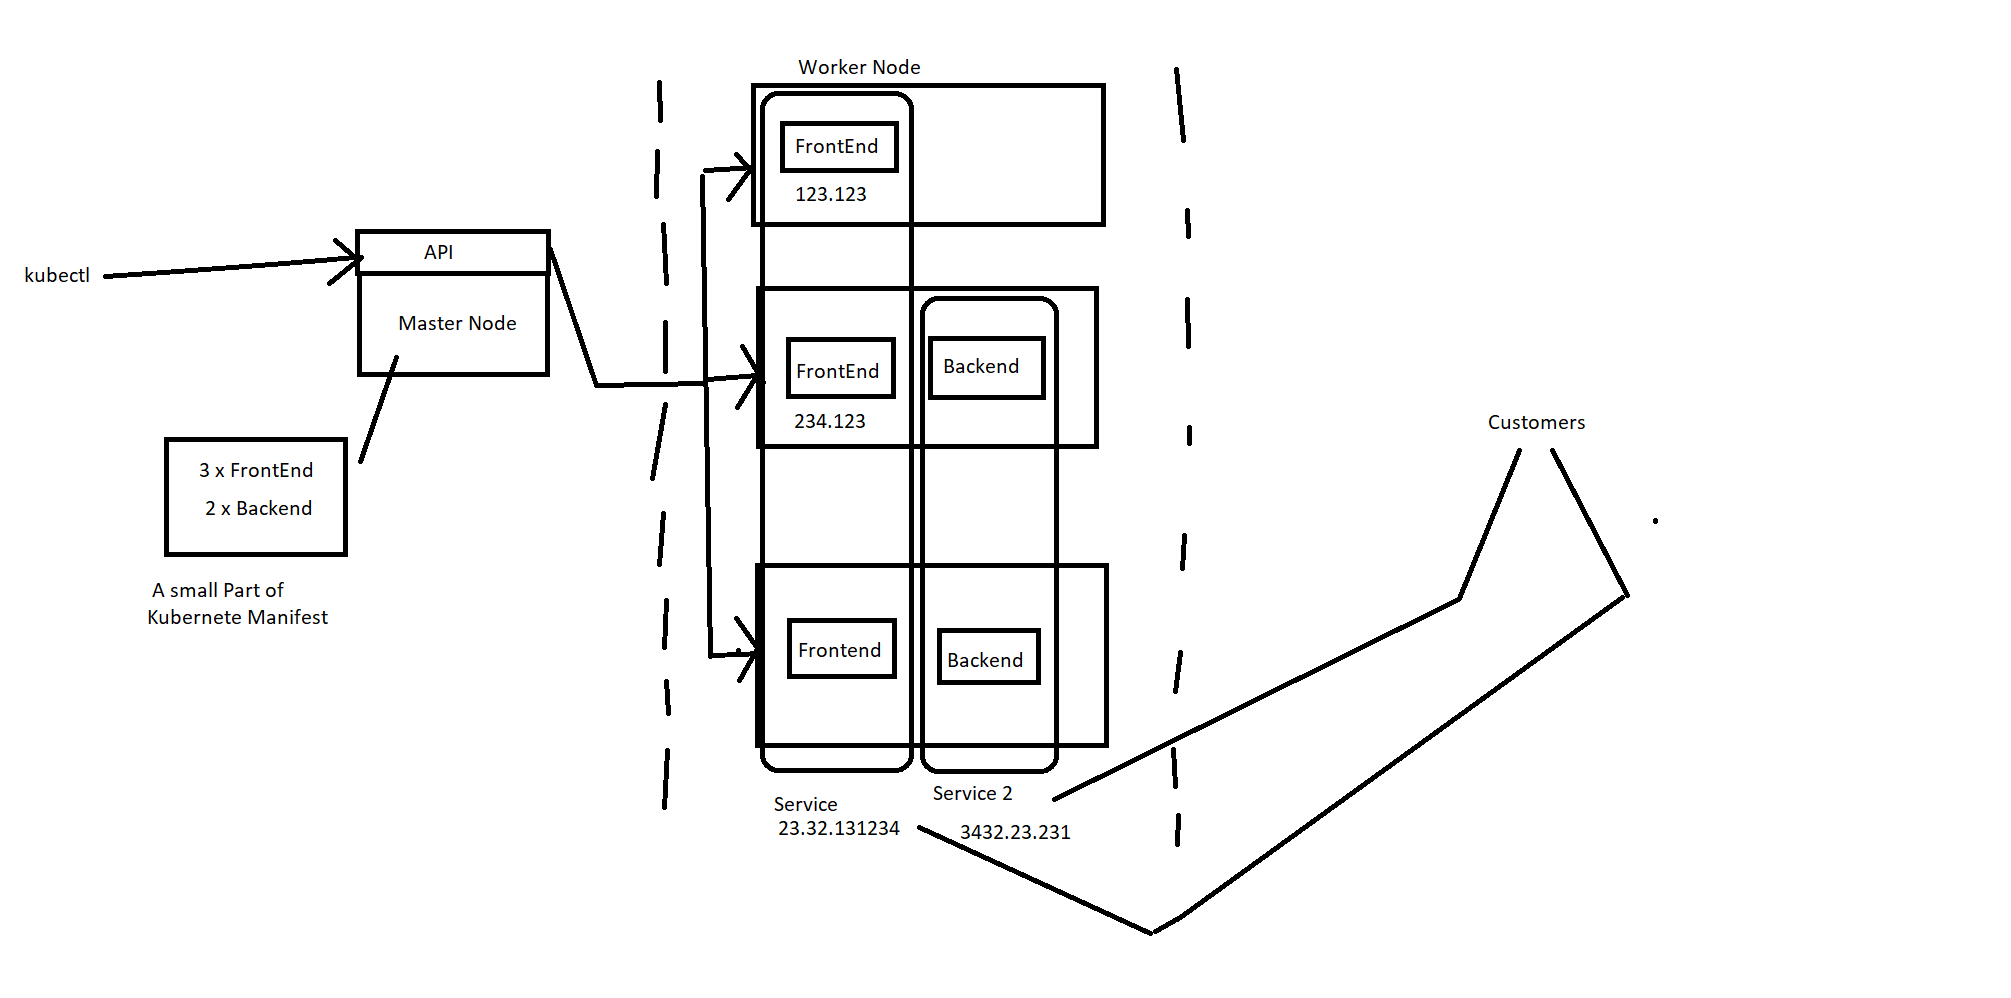 Worker Node
FrontEnd
123.123
API
kubectl
Master Node
FrontEnd
Backend
234.123
Customers
3 x FrontEnd
2 x Backend
A small Part of
Kubernete Manifest
Frontend
Backend
Service
23.32.131234
Service 2
3432.23.231